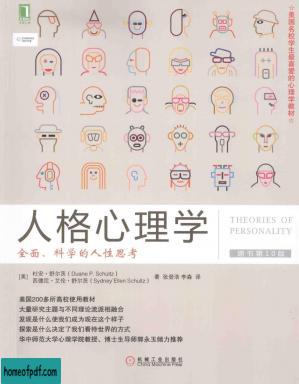 ☆美国名校学生最喜爱的心理学教材☆
人格心理学
全面、科学的人性思考
THEORIES OF
PERSONALITY
原书第10版
[美] 杜安·舒尔茨（Duane P. Schultz）
西德尼·艾伦·舒尔茨（Sydney Ellen Schultz） 著 张登浩 李森 译
美国200多所高校使用教材
大量研究主题与不同理论流派相融合
发现是什么使我们成为现在这个样子
探索是什么决定了我们看待世界的方式
华中师范大学心理学院教授、博士生导师郭永玉倾力推荐
机械工业出版社
homeofpdf.com